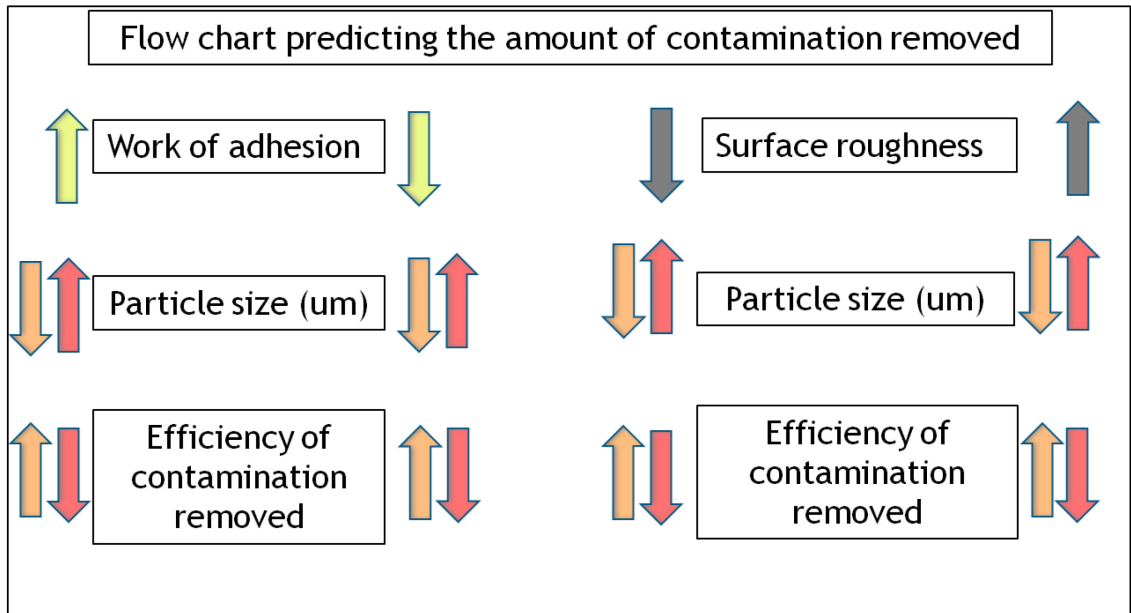 Flow chart predicting the amount of contamination removed
Work of adhesion
Surface roughness
Particle size (um)
Particle size (um)
Efficiency of
contamination
removed
Efficiency of
contamination
removed